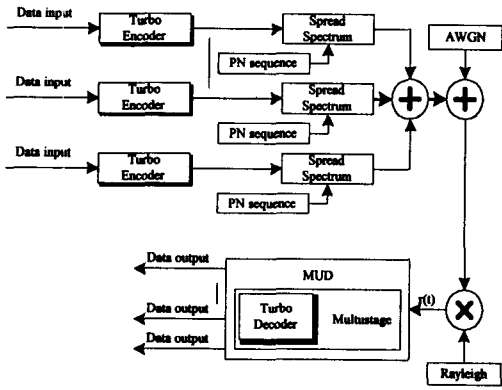 Data input
Turbo
Encoder
Spread
Spectrum
PN sequence
AWGN
Data input
Turbo
Encoder
Spread
Spectrum
PN sequence
Data input
Turbo
Encoder
Spread
Spectrum
PN sequence
Data output
MUD
Data output
Turbo
Decoder
Multustage
r(t)
Data output
Rayleigh